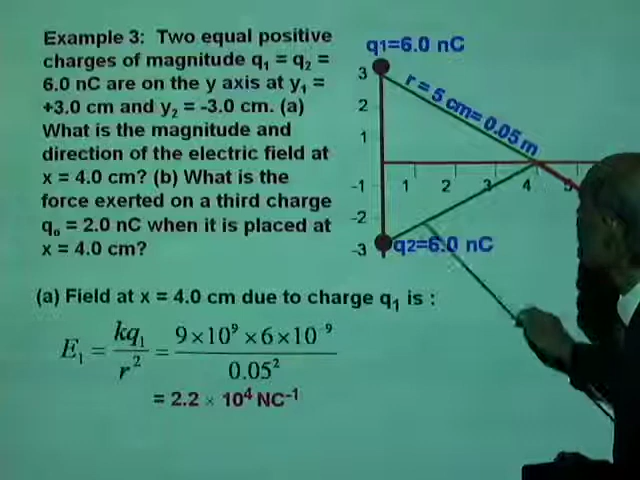 Example 3: Two equal positive
charges of magnitude q₁ = q₂ =
6.0 nC are on the y axis at y₁ =
+3.0 cm and y₂ = -3.0 cm. (a)
What is the magnitude and
direction of the electric field at
x = 4.0 cm? (b) What is the
force exerted on a third charge
q₀ = 2.0 nC when it is placed at
x = 4.0 cm?
q1=6.0 nC
r = 5 cm= 0.05 m
3
2
1
-1
-2
-3
1 2 3 4 5
q2=6.0 nC
(a) Field at x = 4.0 cm due to charge q₁ is :
E₁ = kq₁ / r² = 9×10⁹ ×6×10⁻⁹ / 0.05²
= 2.2 × 10⁴ NC⁻¹